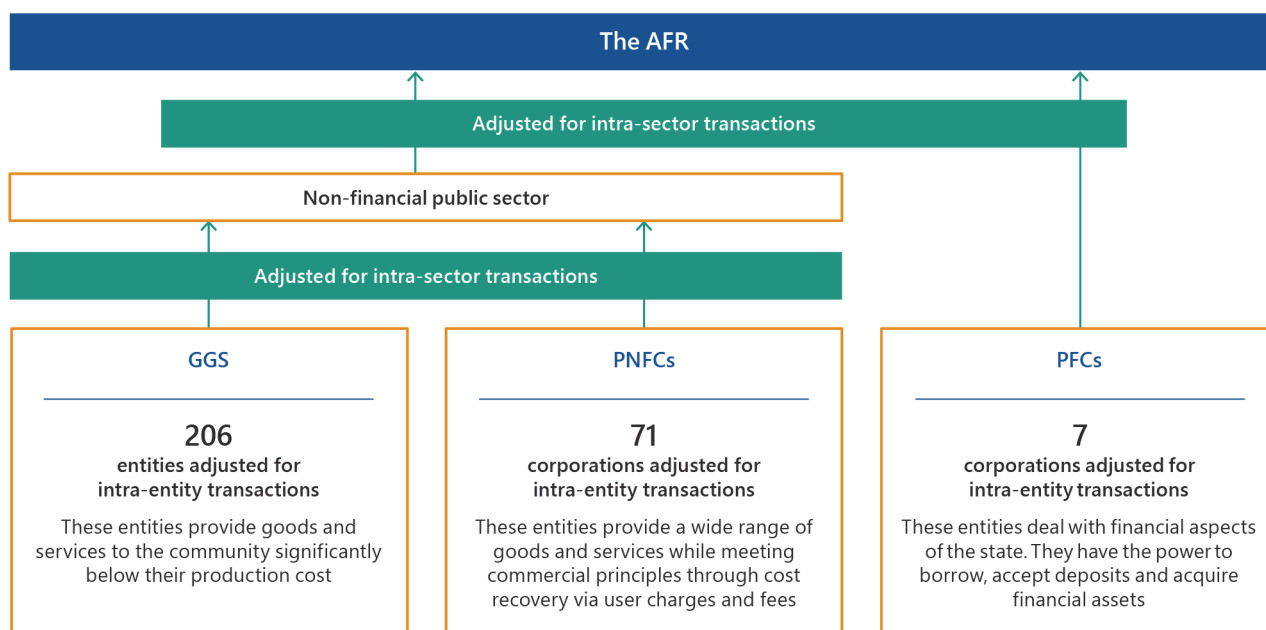 The AFR
Adjusted for intra-sector transactions
Non-financial public sector
Adjusted for intra-sector transactions
GGS
206
entities adjusted for
intra-entity transactions
These entities provide goods and
services to the community significantly
below their production cost
PNFCs
71
corporations adjusted for
intra-entity transactions
These entities provide a wide range of
goods and services while meeting
commercial principles through cost
recovery via user charges and fees
PFCs
7
corporations adjusted for
intra-entity transactions
These entities deal with financial aspects
of the state. They have the power to
borrow, accept deposits and acquire
financial assets